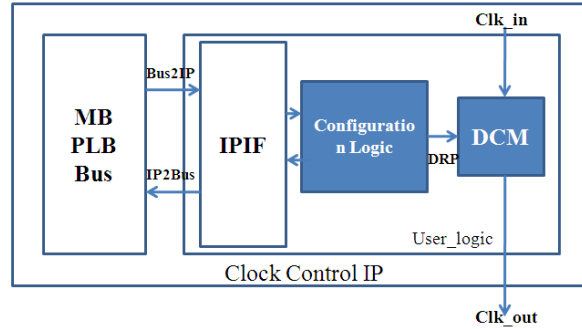 Clk_in
Bus2IP
MB
PLB
Bus
IPIF
Configuratio
n Logic
DCM
DRP
IP2Bus
User_logic
Clock Control IP
Clk_out